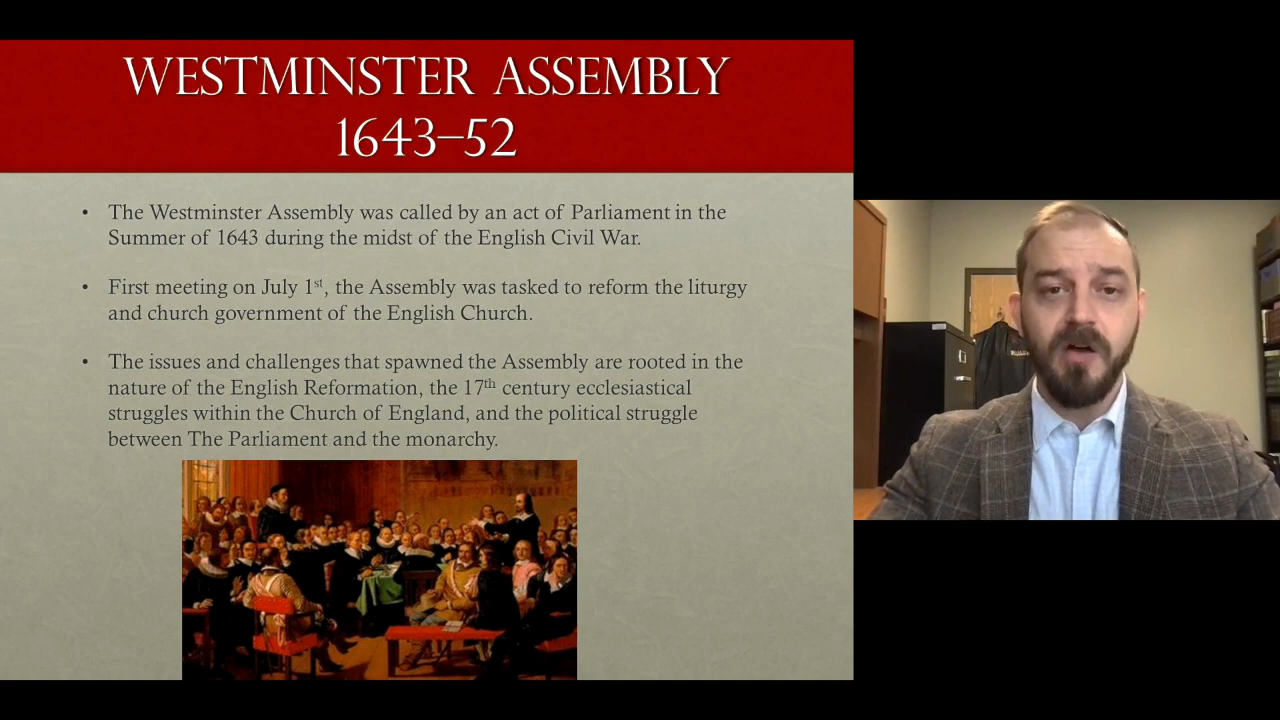 WESTMINSTER ASSEMBLY
1643–52
• The Westminster Assembly was called by an act of Parliament in the
Summer of 1643 during the midst of the English Civil War.
• First meeting on July 1st, the Assembly was tasked to reform the liturgy
and church government of the English Church.
• The issues and challenges that spawned the Assembly are rooted in the
nature of the English Reformation, the 17th century ecclesiastical
struggles within the Church of England, and the political struggle
between The Parliament and the monarchy.